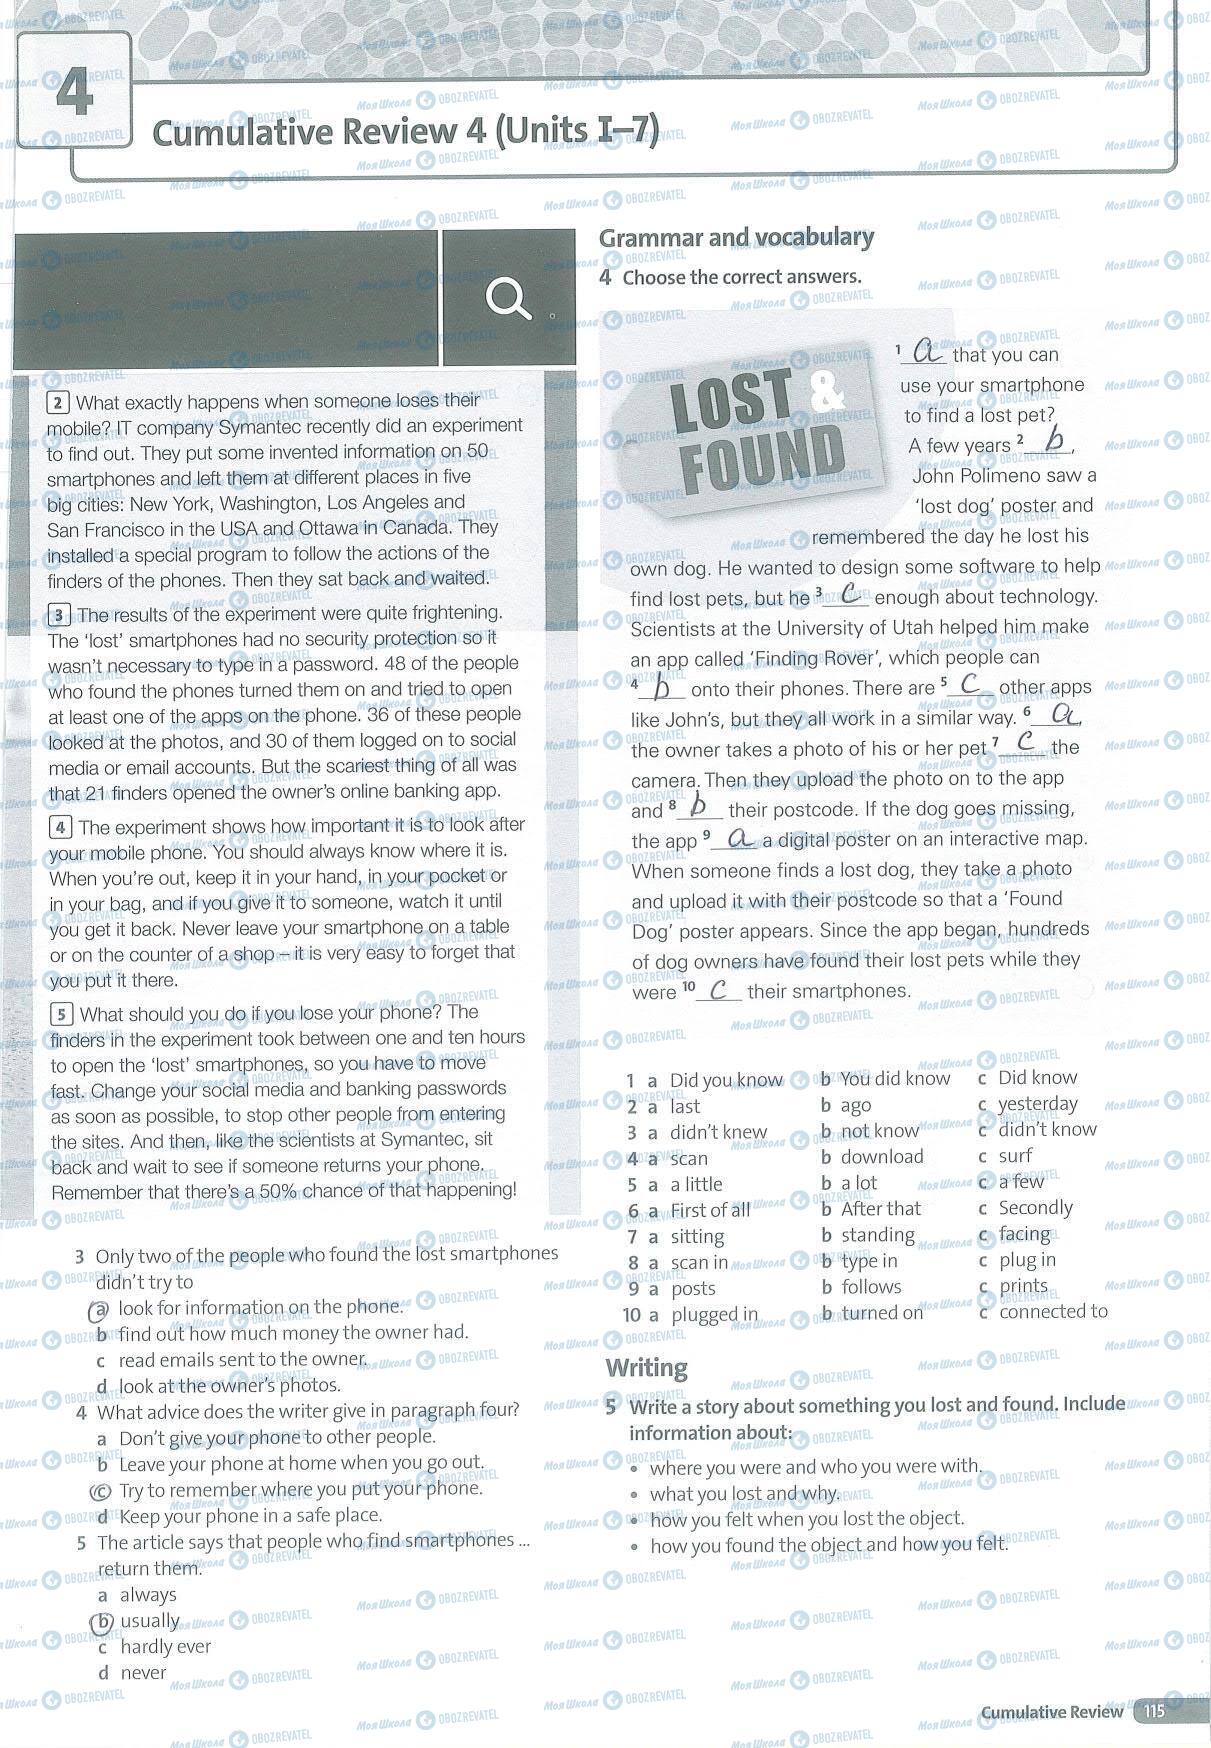 4
Cumulative Review 4 (Units I–7)
2 What exactly happens when someone loses their
mobile? IT company Symantec recently did an experiment
to find out. They put some invented information on 50
smartphones and left them at different places in five
big cities: New York, Washington, Los Angeles and
San Francisco in the USA and Ottawa in Canada. They
installed a special program to follow the actions of the
finders of the phones. Then they sat back and waited.
3 The results of the experiment were quite frightening.
The ‘lost’ smartphones had no security protection so it
wasn’t necessary to type in a password. 48 of the people
who found the phones turned them on and tried to open
at least one of the apps on the phone. 36 of these people
looked at the photos, and 30 of them logged on to social
media or email accounts. But the scariest thing of all was
that 21 finders opened the owner’s online banking app.
4 The experiment shows how important it is to look after
your mobile phone. You should always know where it is.
When you’re out, keep it in your hand, in your pocket or
in your bag, and if you give it to someone, watch it until
you get it back. Never leave your smartphone on a table
or on the counter of a shop – it is very easy to forget that
you put it there.
5 What should you do if you lose your phone? The
finders in the experiment took between one and ten hours
to open the ‘lost’ smartphones, so you have to move
fast. Change your social media and banking passwords
as soon as possible, to stop other people from entering
the sites. And then, like the scientists at Symantec, sit
back and wait to see if someone returns your phone.
Remember that there’s a 50% chance of that happening!
3 Only two of the people who found the lost smartphones
didn’t try to
a look for information on the phone.
b find out how much money the owner had.
c read emails sent to the owner.
d look at the owner’s photos.
4 What advice does the writer give in paragraph four?
a Don’t give your phone to other people.
b Leave your phone at home when you go out.
c Try to remember where you put your phone.
d Keep your phone in a safe place.
5 The article says that people who find smartphones ...
return them.
a always
b usually
c hardly ever
d never
Grammar and vocabulary
4 Choose the correct answers.
LOST &
FOUND
1 a that you can
use your smartphone
to find a lost pet?
A few years 2 b,
John Polimeno saw a
‘lost dog’ poster and
remembered the day he lost his
own dog. He wanted to design some software to help
find lost pets, but he 3 c enough about technology.
Scientists at the University of Utah helped him make
an app called ‘Finding Rover’, which people can
4 b onto their phones. There are 5 c other apps
like John’s, but they all work in a similar way. 6 a,
the owner takes a photo of his or her pet 7 c the
camera. Then they upload the photo on to the app
and 8 b their postcode. If the dog goes missing,
the app 9 a a digital poster on an interactive map.
When someone finds a lost dog, they take a photo
and upload it with their postcode so that a ‘Found
Dog’ poster appears. Since the app began, hundreds
of dog owners have found their lost pets while they
were 10 c their smartphones.
1 a Did you know b You did know c Did know
2 a last b ago c yesterday
3 a didn’t knew b not know c didn’t know
4 a scan b download c surf
5 a a little b a lot c a few
6 a First of all b After that c Secondly
7 a sitting b standing c facing
8 a scan in b type in c plug in
9 a posts b follows c prints
10 a plugged in b turned on c connected to
Writing
5 Write a story about something you lost and found. Include
information about:
• where you were and who you were with.
• what you lost and why.
• how you felt when you lost the object.
• how you found the object and how you felt.
Cumulative Review 115
Моя Школа OBOZREVATEL